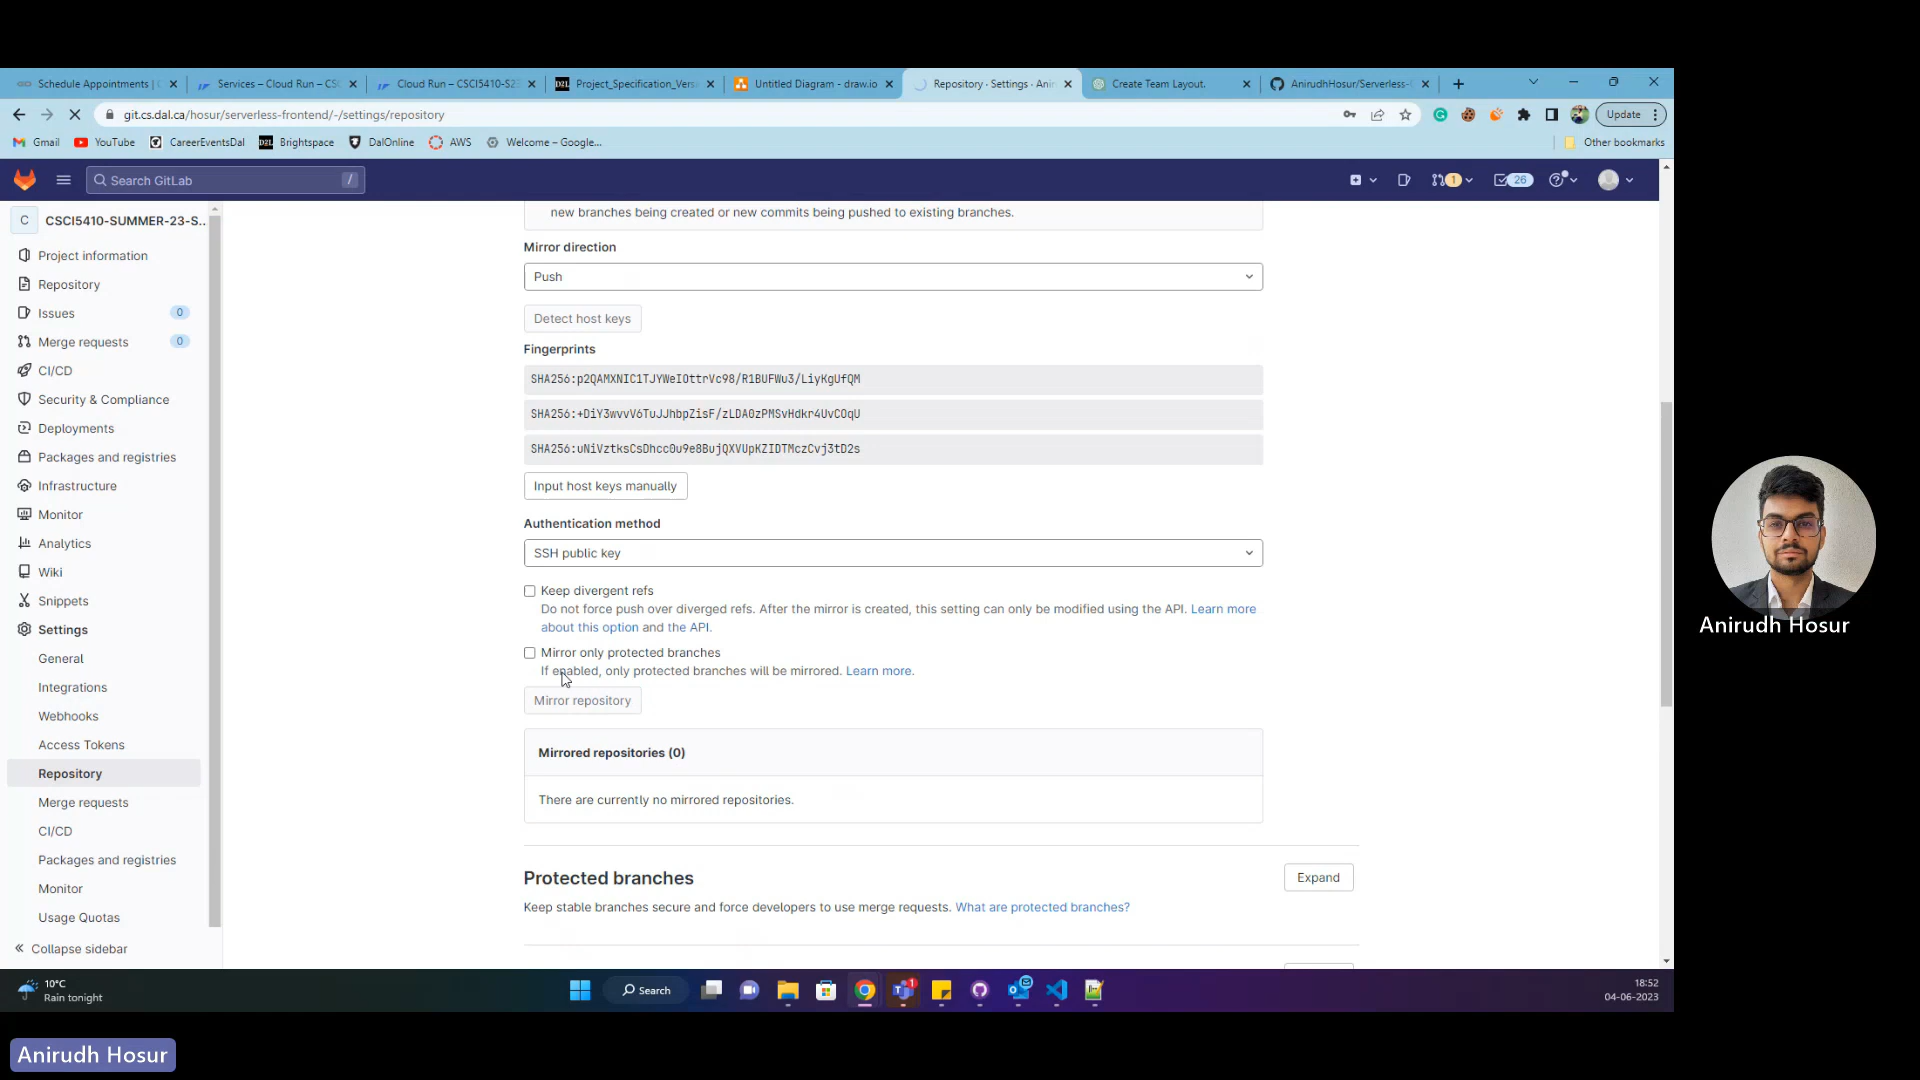 Schedule Appointments |
Services – Cloud Run – CSC
Cloud Run – CSCI5410-S23
D2L Project_Specification_Versi
Untitled Diagram - draw.io
Repository · Settings · Anir
Create Team Layout.
AnirudhHosur/Serverless-
git.cs.dal.ca/hosur/serverless-frontend/-/settings/repository
Update
Gmail
YouTube
CareerEventsDal
D2L Brightspace
DalOnline
AWS
Welcome – Google...
Other bookmarks
Search GitLab /
1
26
C CSCI5410-SUMMER-23-S...
Project information
Repository
Issues 0
Merge requests 0
CI/CD
Security & Compliance
Deployments
Packages and registries
Infrastructure
Monitor
Analytics
Wiki
Snippets
Settings
General
Integrations
Webhooks
Access Tokens
Repository
Merge requests
CI/CD
Packages and registries
Monitor
Usage Quotas
Collapse sidebar
new branches being created or new commits being pushed to existing branches.
Mirror direction
Push
Detect host keys
Fingerprints
SHA256:p2QAMXNIC1TJYWeIOttrVc98/R1BUFWu3/LiyKgUfQM
SHA256:+DiY3wvvV6TuJJhbpZisF/zLDA0zPMSvHdkr4UvCOqU
SHA256:uNiVztksCsDhcc0u9e8BujQXVUpKZIDTMczCvj3tD2s
Input host keys manually
Authentication method
SSH public key
Keep divergent refs
Do not force push over diverged refs. After the mirror is created, this setting can only be modified using the API. Learn more
about this option and the API.
Mirror only protected branches
If enabled, only protected branches will be mirrored. Learn more.
Mirror repository
Mirrored repositories (0)
There are currently no mirrored repositories.
Protected branches
Expand
Keep stable branches secure and force developers to use merge requests. What are protected branches?
10°C
Rain tonight
Search
1
18:52
04-06-2023
Anirudh Hosur
Anirudh Hosur